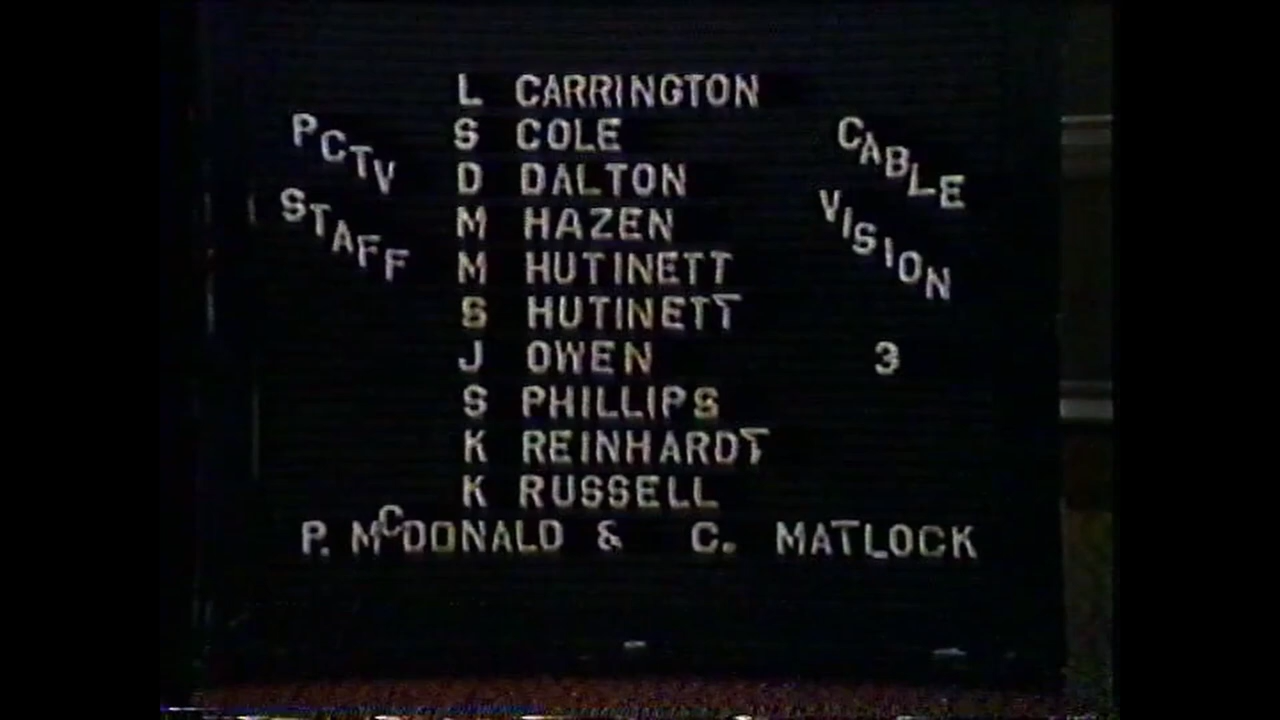 PCTV
STAFF
L CARRINGTON
S COLE
D DALTON
M HAZEN
M HUTINETT
S HUTINETT
J OWEN
S PHILLIPS
K REINHARDT
K RUSSELL
P. McDONALD & C. MATLOCK
CABLE
VISION
3